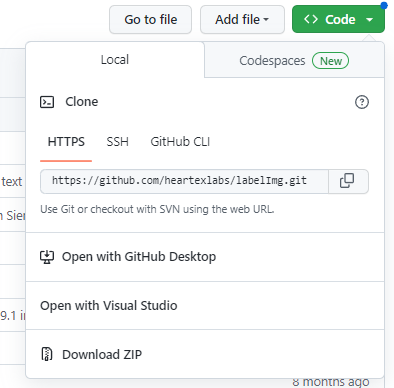 Go to file
Add file
Code
Local
Codespaces
New
Clone
HTTPS
SSH
GitHub CLI
text
https://github.com/heartexlabs/labelImg.git
n Sier
Use Git or checkout with SVN using the web URL.
Open with GitHub Desktop
Open with Visual Studio
9.1 in
Download ZIP
8 months ago